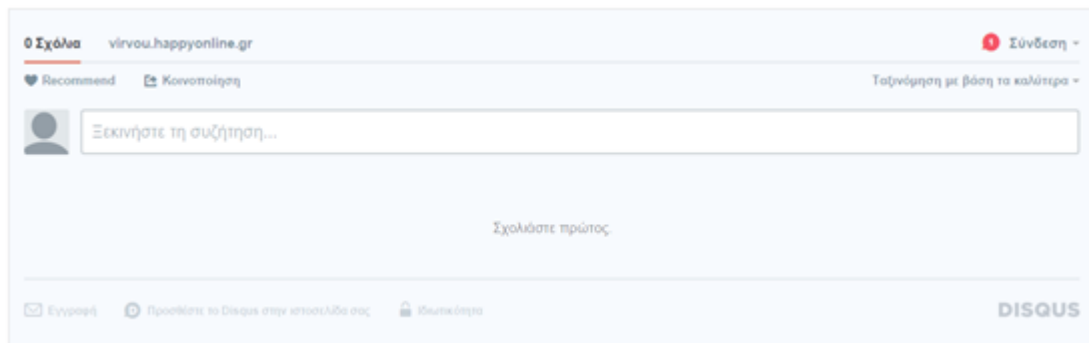 0 Σχόλια virvou.happyonline.gr 1 Σύνδεση
Recommend Κοινοποίηση Ταξινόμηση με βάση τα καλύτερα
Ξεκινήστε τη συζήτηση...
Σχολιάστε πρώτος.
Εγγραφή Προσθέστε το Disqus στην ιστοσελίδα σας Ιδιωτικότητα DISQUS